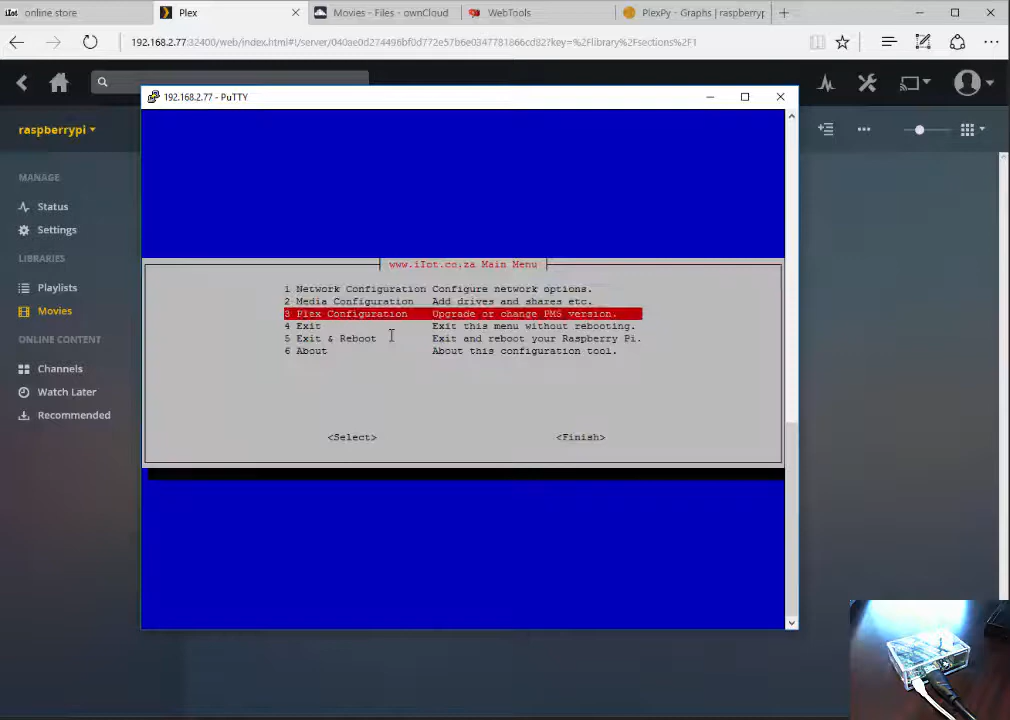 iIot online store
Plex
Movies - Files - ownCloud
WebTools
PlexPy - Graphs | raspberryp
192.168.2.77:32400/web/index.html#!/server/040ae0d274496bf0d772e57b6e0347781866cd82?key=%2Flibrary%2Fsections%2F1
192.168.2.77 - PuTTY
raspberrypi
MANAGE
Status
Settings
LIBRARIES
Playlists
Movies
ONLINE CONTENT
Channels
Watch Later
Recommended
www.iIot.co.za Main Menu
1 Network Configuration Configure network options.
2 Media Configuration Add drives and shares etc.
3 Plex Configuration Upgrade or change PMS version.
4 Exit Exit this menu without rebooting.
5 Exit & Reboot Exit and reboot your Raspberry Pi.
6 About About this configuration tool.
<Select> <Finish>